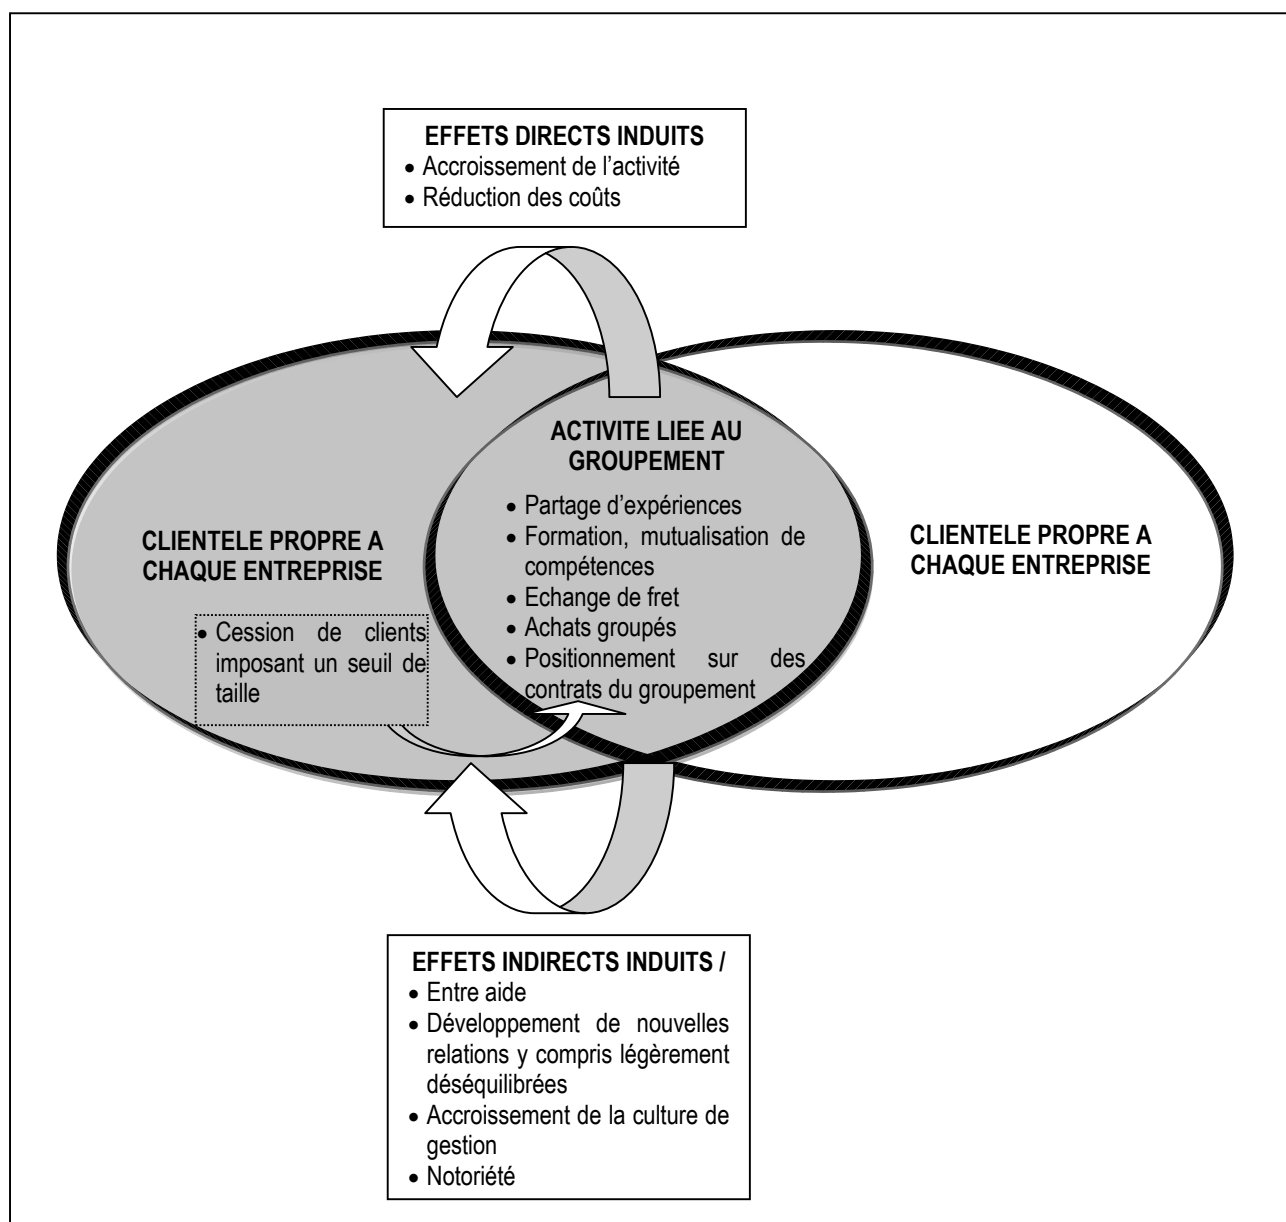 EFFETS DIRECTS INDUITS
• Accroissement de l’activité
• Réduction des coûts
ACTIVITE LIEE AU
GROUPEMENT
• Partage d’expériences
• Formation, mutualisation de
compétences
• Echange de fret
• Achats groupés
• Positionnement sur des
contrats du groupement
CLIENTELE PROPRE A
CHAQUE ENTREPRISE
• Cession de clients
imposant un seuil de
taille
CLIENTELE PROPRE A
CHAQUE ENTREPRISE
EFFETS INDIRECTS INDUITS /
• Entre aide
• Développement de nouvelles
relations y compris légèrement
déséquilibrées
• Accroissement de la culture de
gestion
• Notoriété